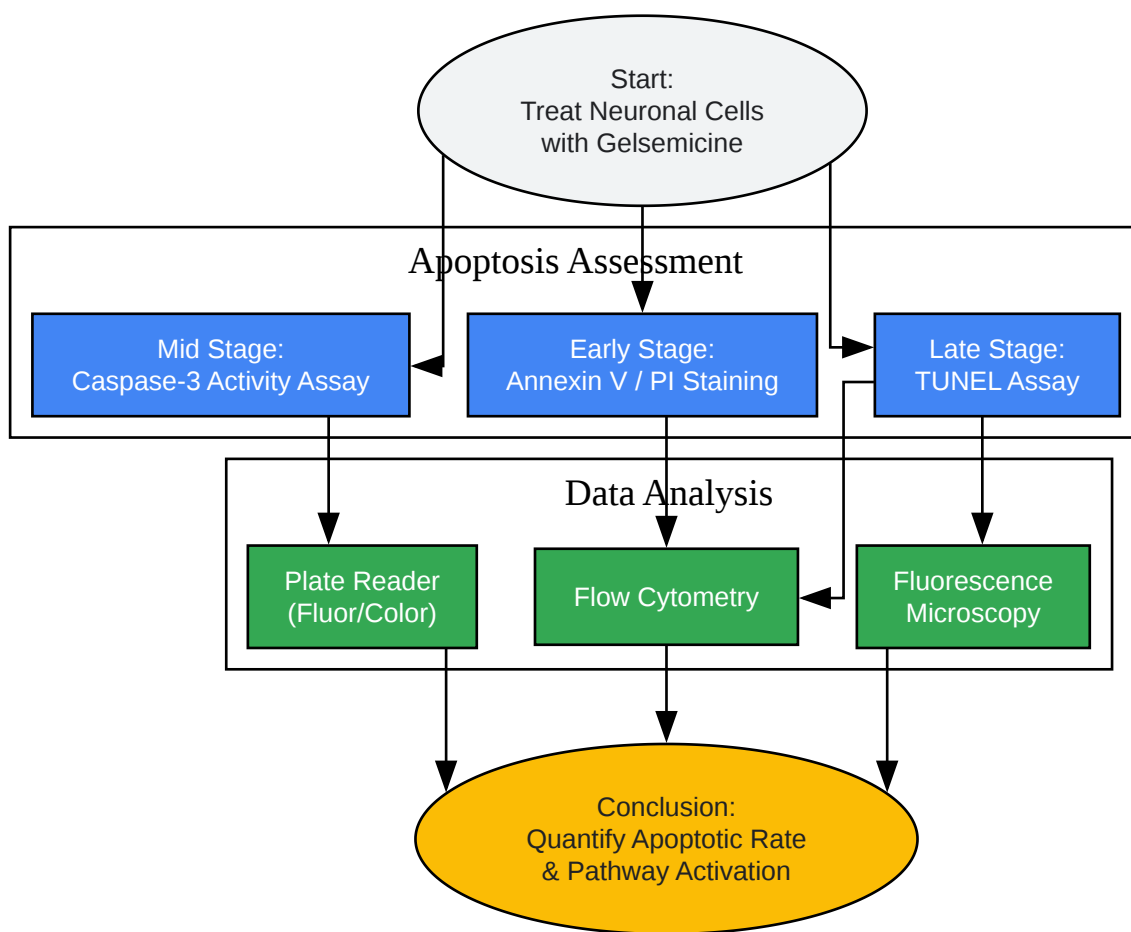 Start:
Treat Neuronal Cells
with Gelsemicine
Apoptosis Assessment
Mid Stage:
Caspase-3 Activity Assay
Early Stage:
Annexin V / PI Staining
Late Stage:
TUNEL Assay
Data Analysis
Plate Reader
(Fluor/Color)
Flow Cytometry
Fluorescence
Microscopy
Conclusion:
Quantify Apoptotic Rate
& Pathway Activation